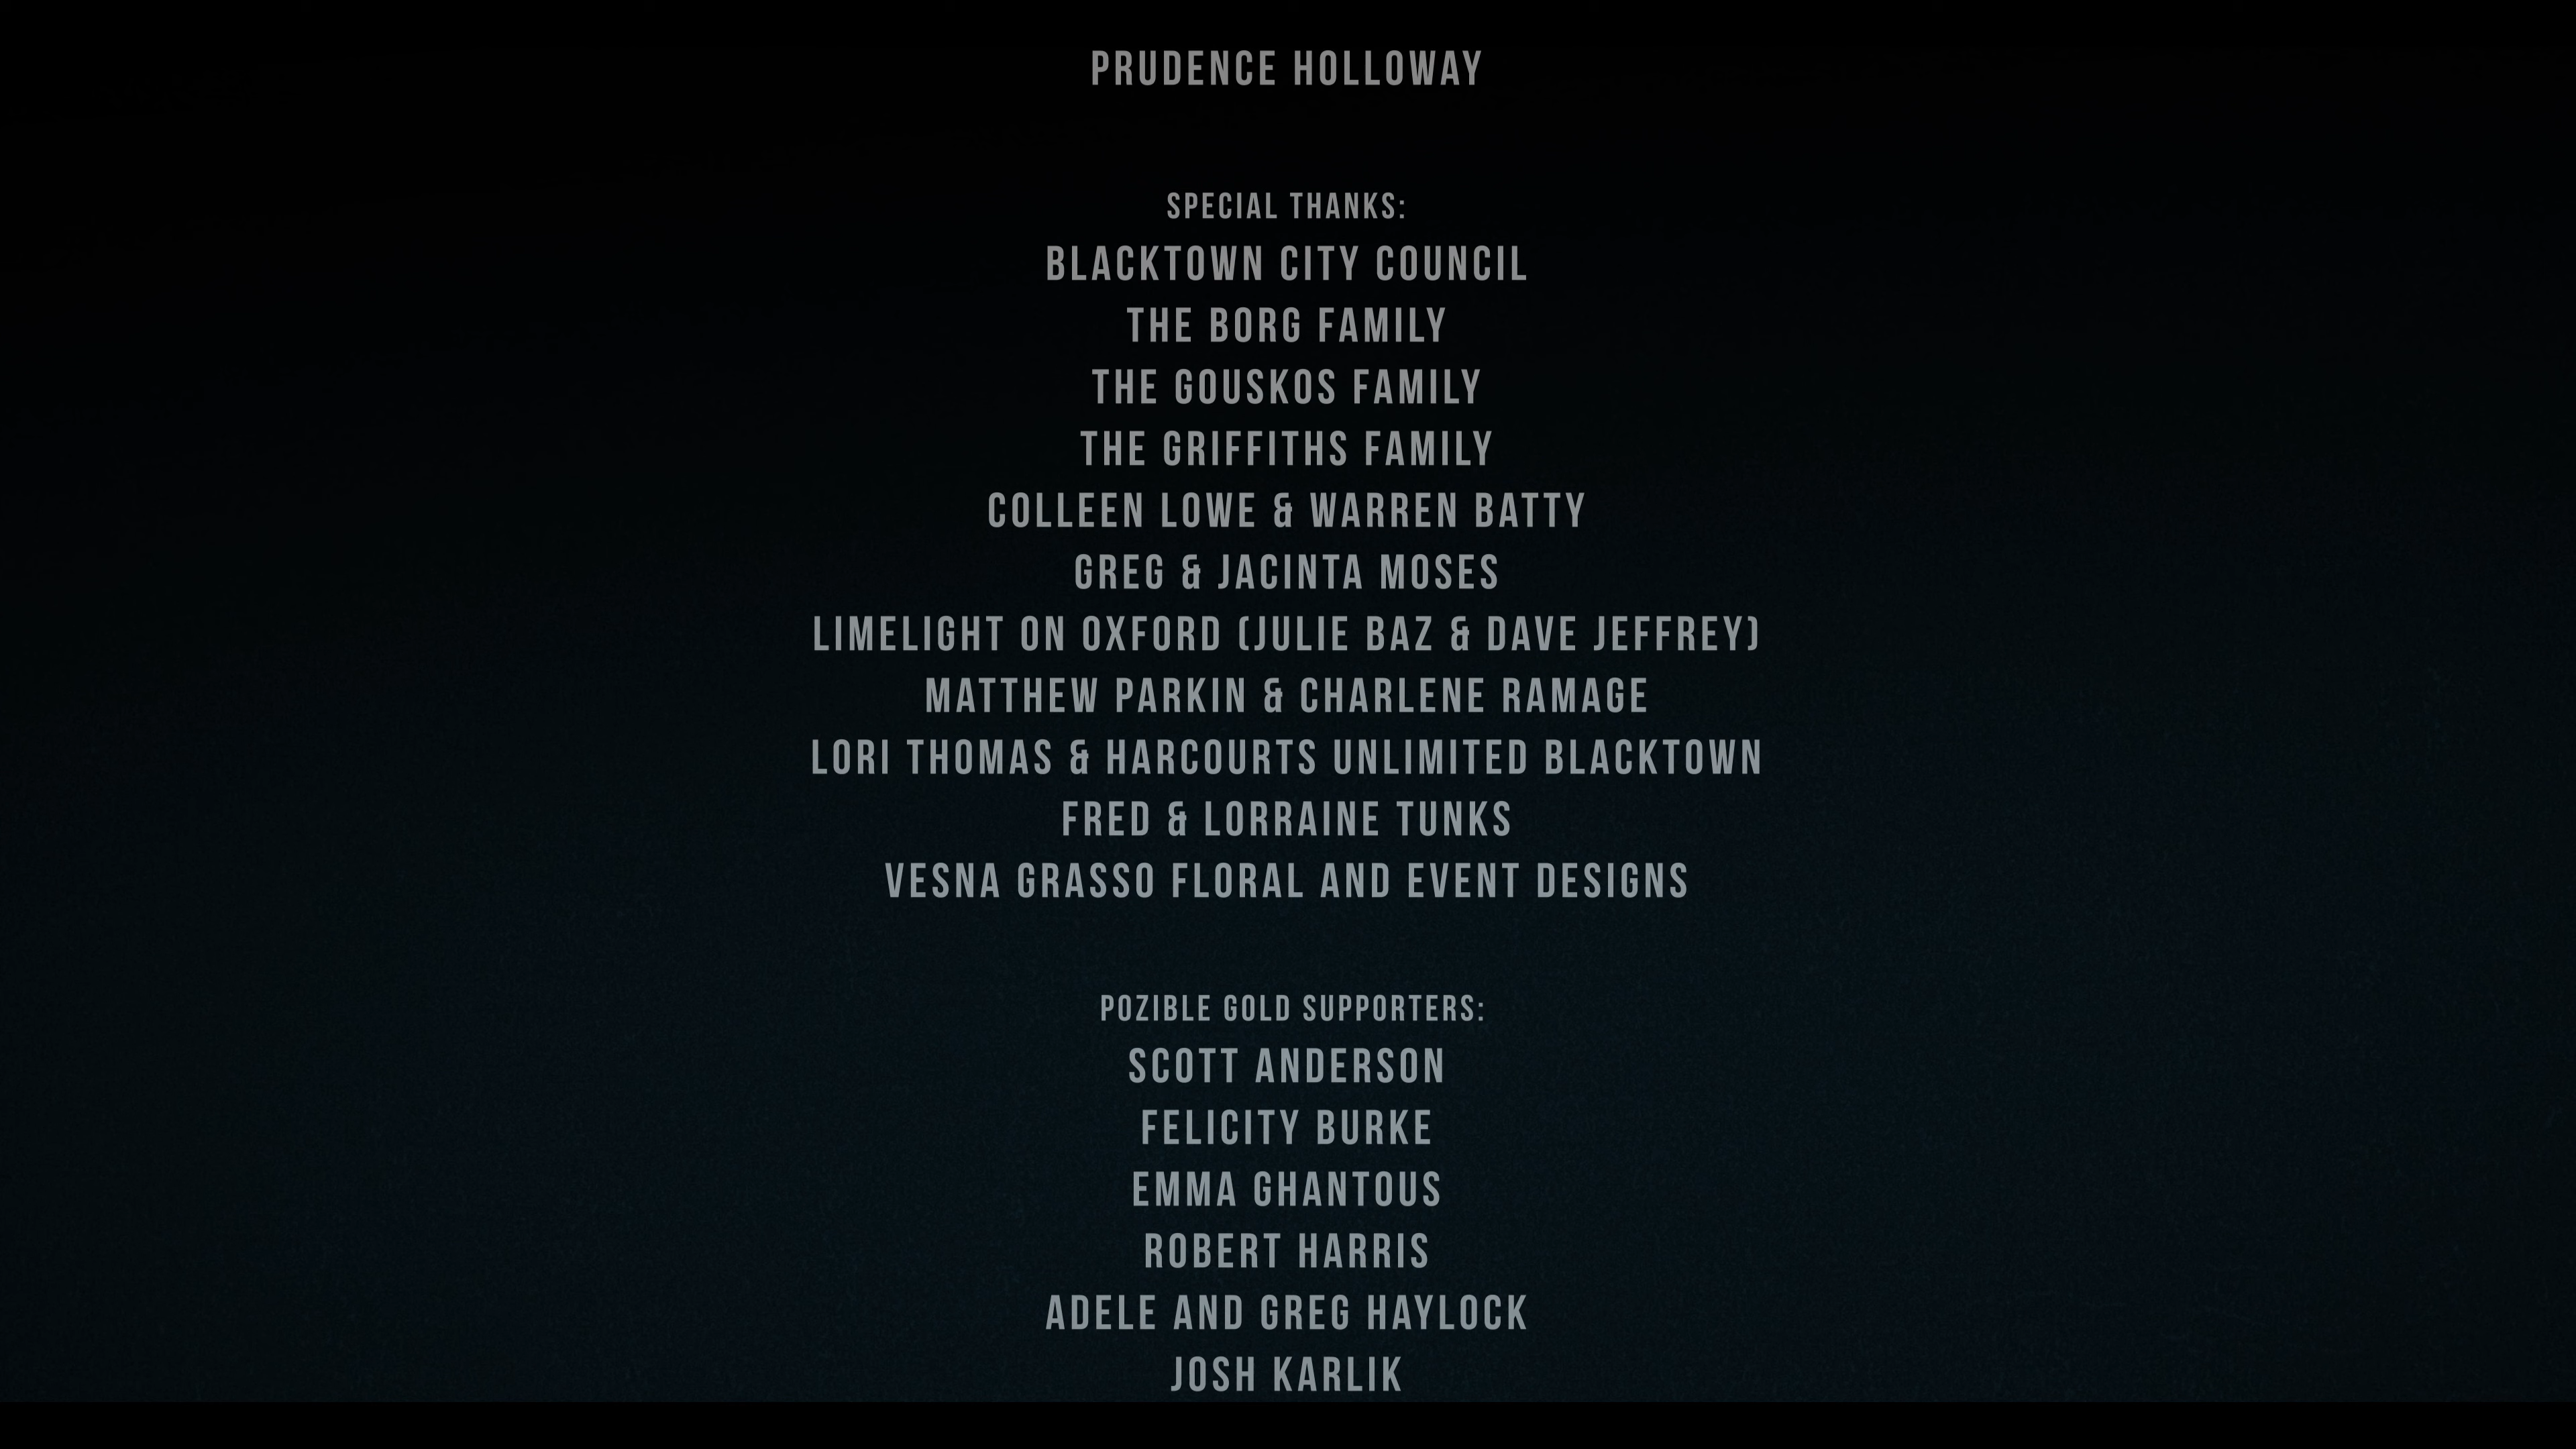 PRUDENCE HOLLOWAY
SPECIAL THANKS:
BLACKTOWN CITY COUNCIL
THE BORG FAMILY
THE GOUSKOS FAMILY
THE GRIFFITHS FAMILY
COLLEEN LOWE & WARREN BATTY
GREG & JACINTA MOSES
LIMELIGHT ON OXFORD (JULIE BAZ & DAVE JEFFREY)
MATTHEW PARKIN & CHARLENE RAMAGE
LORI THOMAS & HARCOURTS UNLIMITED BLACKTOWN
FRED & LORRAINE TUNKS
VESNA GRASSO FLORAL AND EVENT DESIGNS
POZIBLE GOLD SUPPORTERS:
SCOTT ANDERSON
FELICITY BURKE
EMMA GHANTOUS
ROBERT HARRIS
ADELE AND GREG HAYLOCK
JOSH KARLIK